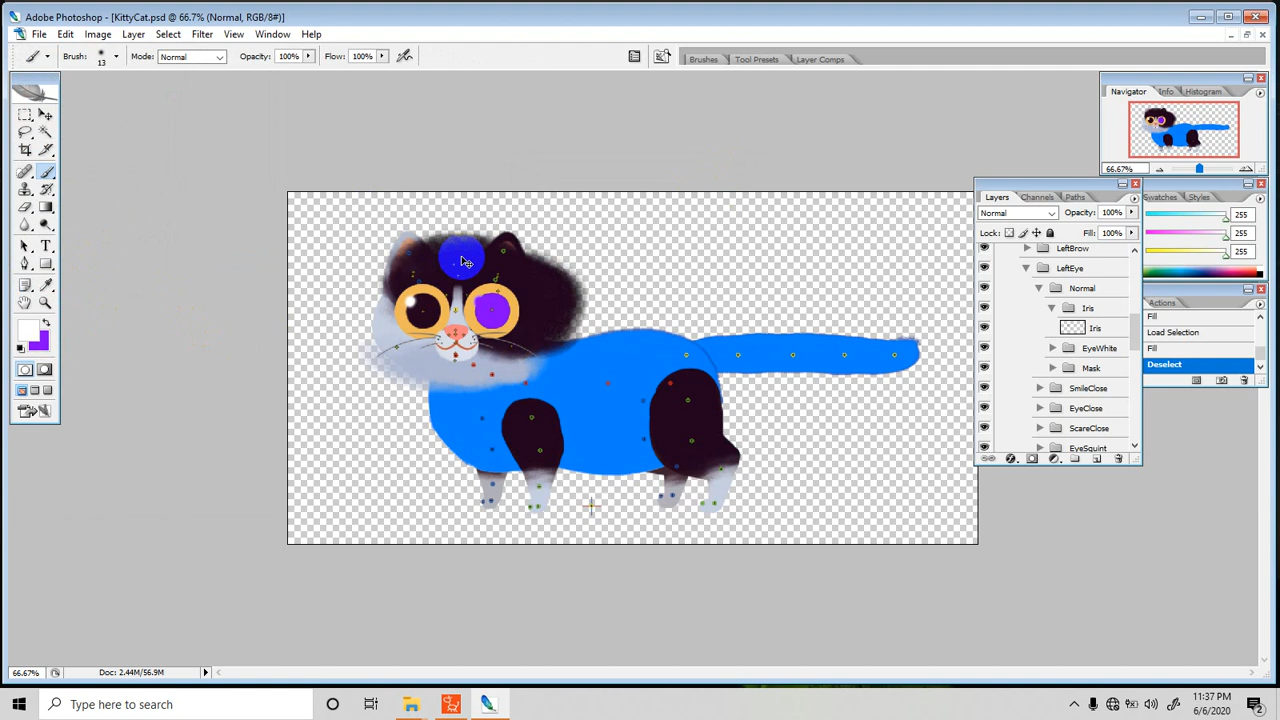 Adobe Photoshop - [KittyCat.psd @ 66.7% (Normal, RGB/8#)]
File Edit Image Layer Select Filter View Window Help
Brush: 13 Mode: Normal Opacity: 100% Flow: 100% Brushes Tool Presets Layer Comps
Navigator Info Histogram
66.67%
Layers Channels Paths
Swatches Styles
Normal Opacity: 100%
255
Lock: Fill: 100%
255
255
LeftBrow
LeftEye
Normal
Iris
Iris
EyeWhite
Mask
SmileClose
EyeClose
ScareClose
EyeSquint
Actions
Fill
Load Selection
Fill
Deselect
66.67% Doc: 2.44M/56.9M
Type here to search
11:37 PM
6/6/2020
2